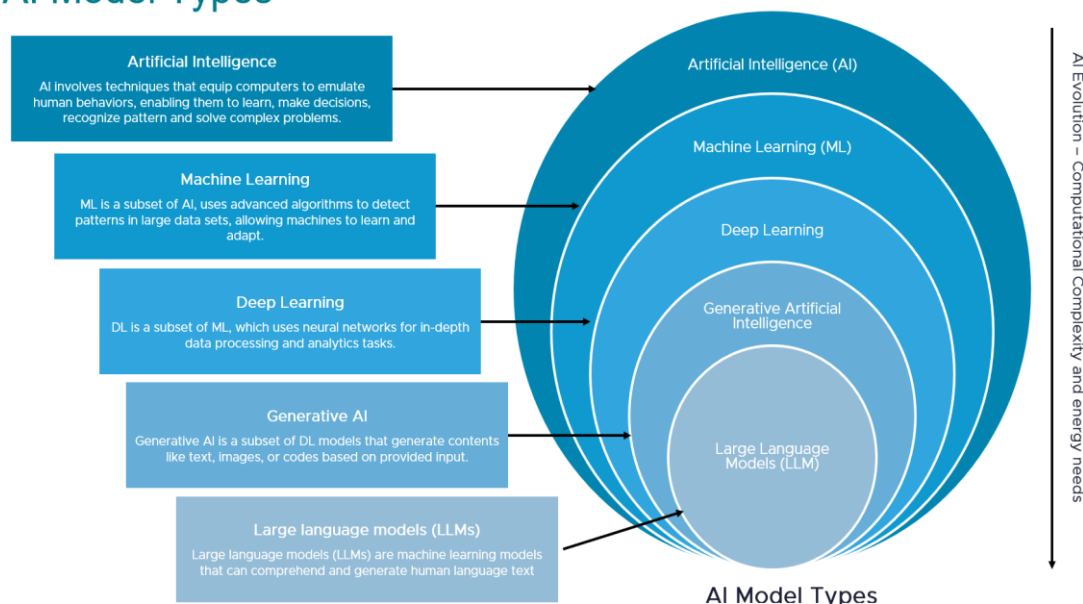 AI Model Types
Artificial Intelligence
AI involves techniques that equip computers to emulate
human behaviors, enabling them to learn, make decisions,
recognize pattern and solve complex problems.
Machine Learning
ML is a subset of AI, uses advanced algorithms to detect
patterns in large data sets, allowing machines to learn and
adapt.
Deep Learning
DL is a subset of ML, which uses neural networks for in-depth
data processing and analytics tasks.
Generative AI
Generative AI is a subset of DL models that generate contents
like text, images, or codes based on provided input.
Large language models (LLMs)
Large language models (LLMs) are machine learning models
that can comprehend and generate human language text
Artificial Intelligence (AI)
Machine Learning (ML)
Deep Learning
Generative Artificial
Intelligence
Large Language
Models (LLM)
AI Model Types
AI Evolution – Computational Complexity and energy needs